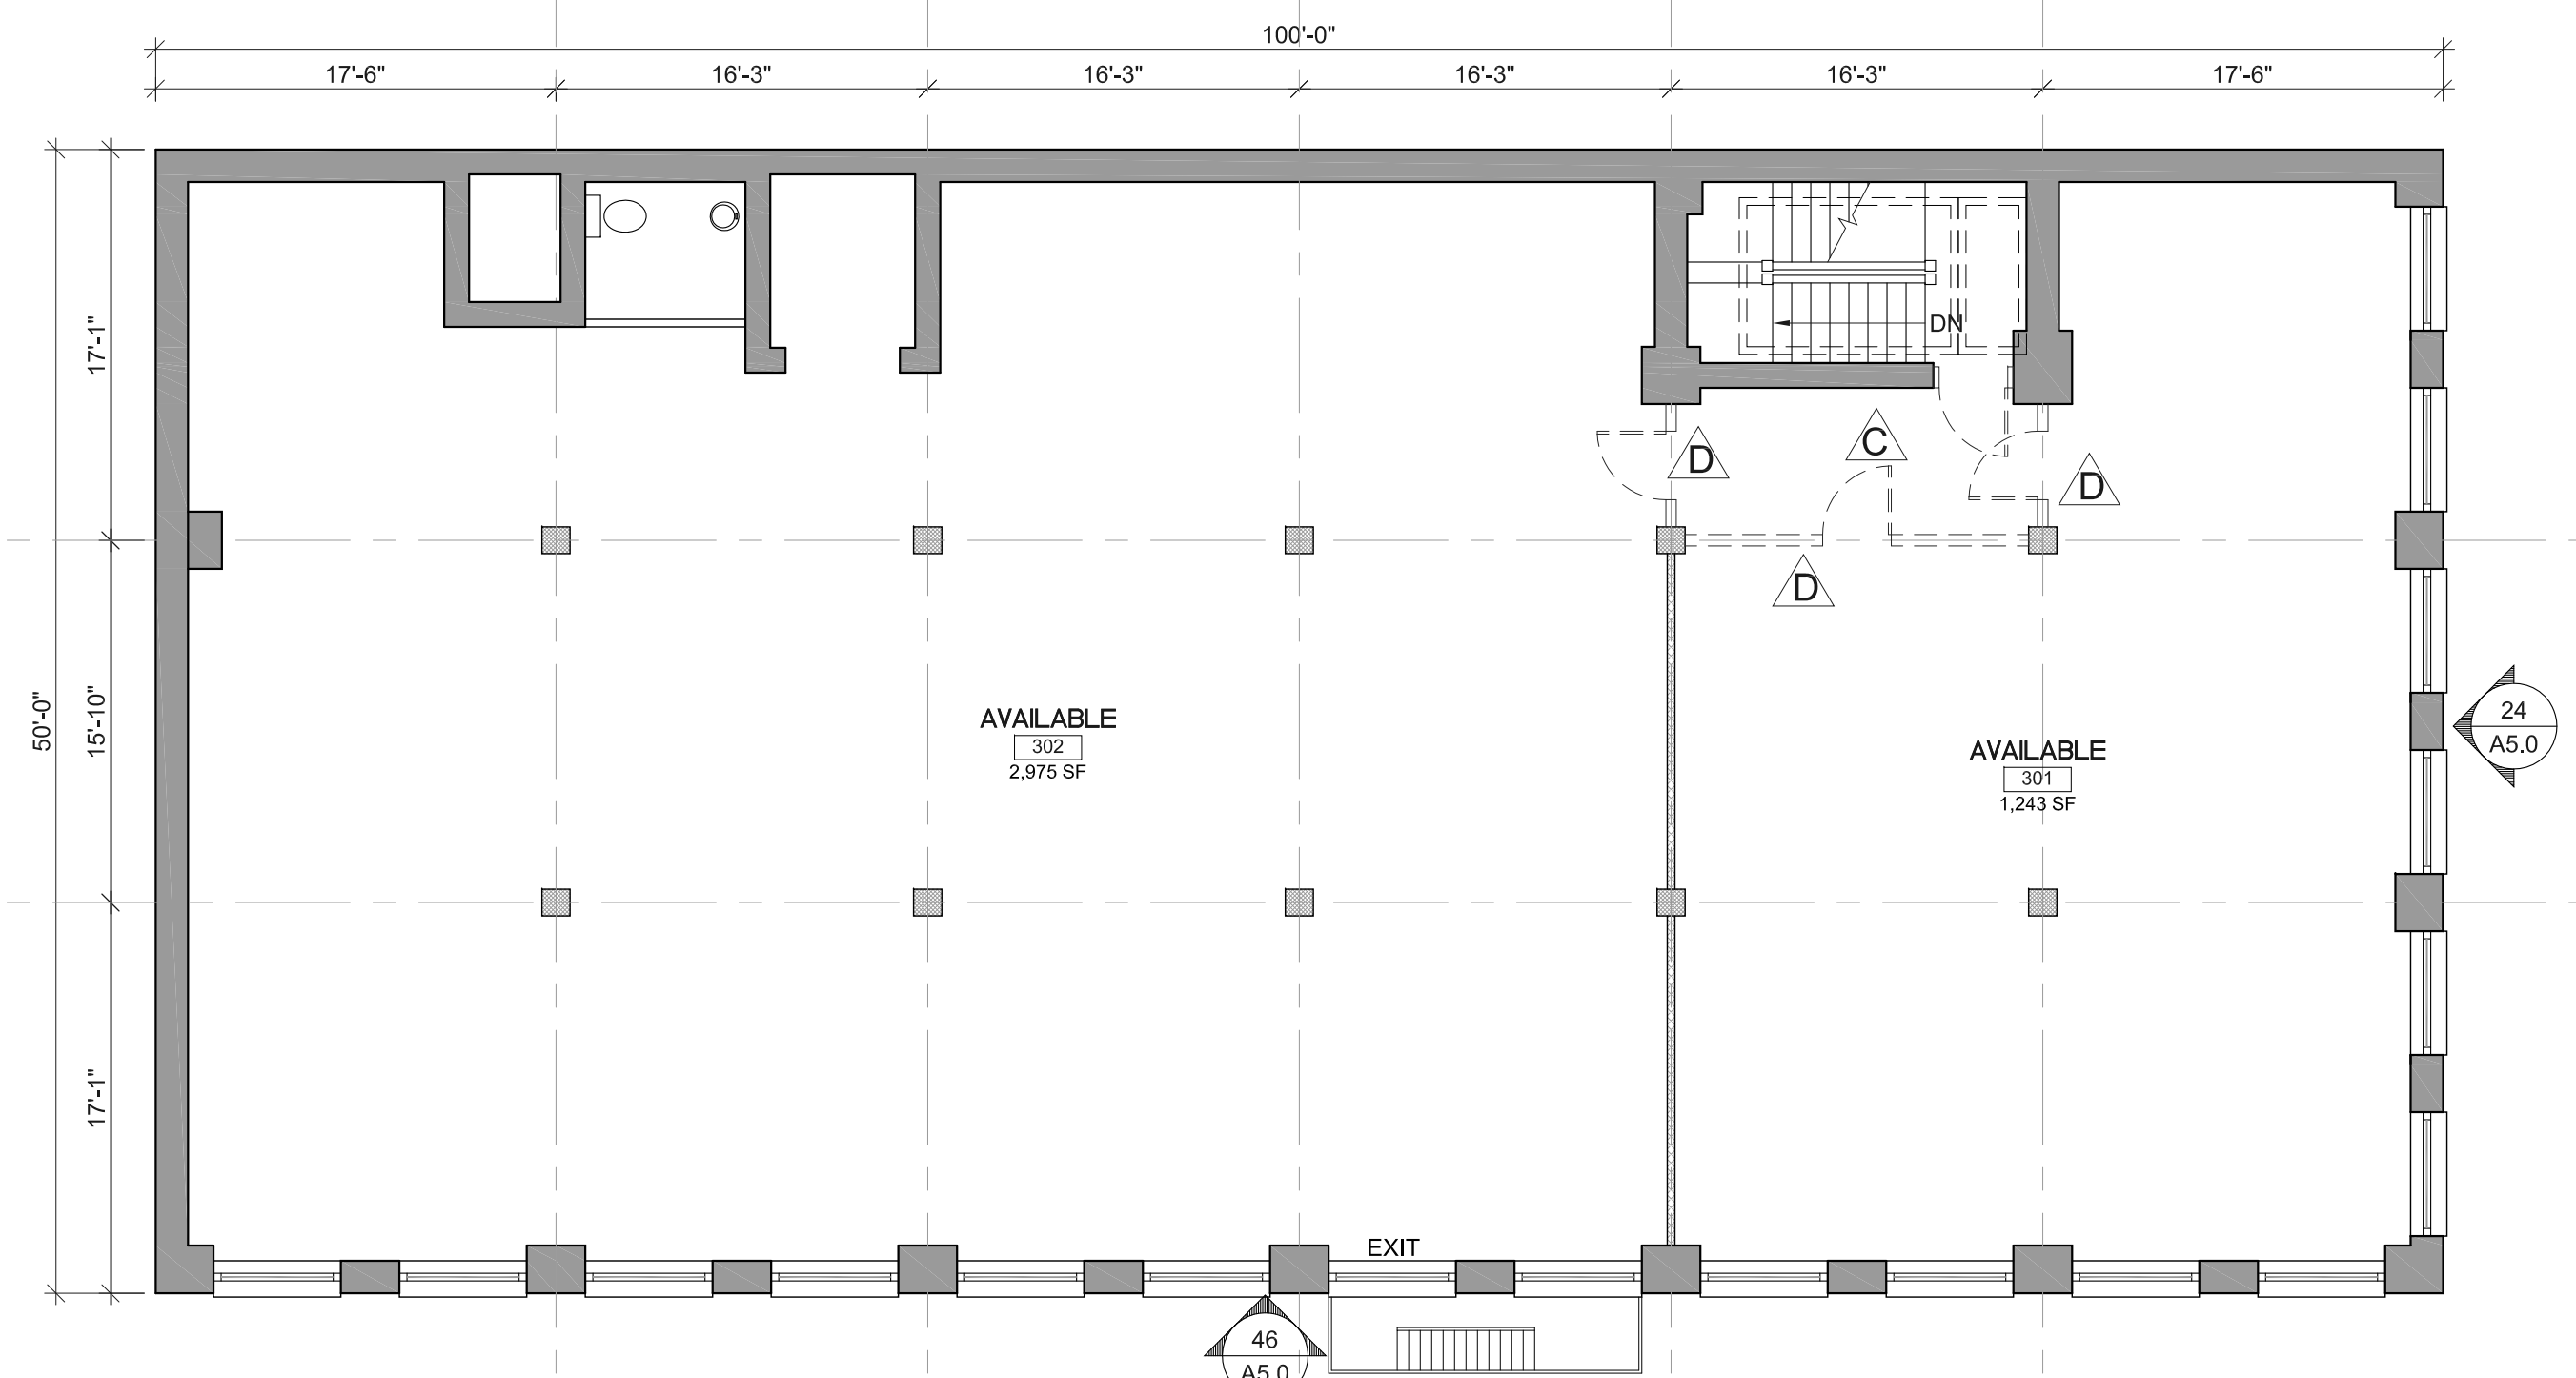 100'-0"
17'-6"
16'-3"
16'-3"
16'-3"
16'-3"
17'-6"
50'-0"
17'-1"
15'-10"
17'-1"
DN
D
C
D
D
AVAILABLE
302
2,975 SF
AVAILABLE
301
1,243 SF
24
A5.0
EXIT
46
A5.0